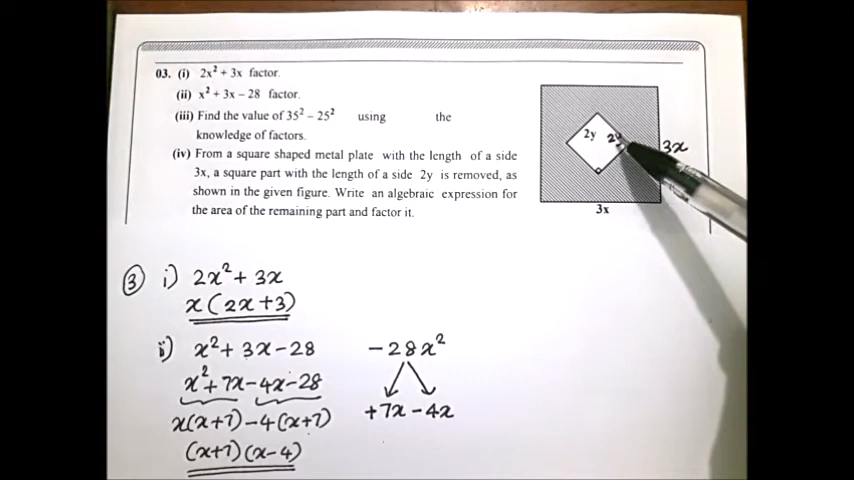 03. (i) 2x² + 3x factor.
(ii) x² + 3x – 28 factor.
(iii) Find the value of 35² – 25² using the
knowledge of factors.
(iv) From a square shaped metal plate with the length of a side
3x, a square part with the length of a side 2y is removed, as
shown in the given figure. Write an algebraic expression for
the area of the remaining part and factor it.
2y 2y
3x
3x
③ i) 2x² + 3x
x(2x+3)
ii) x² + 3x - 28
x² + 7x - 4x - 28
x(x+7) - 4(x+7)
(x+7)(x-4)
-28x²
+7x -4x